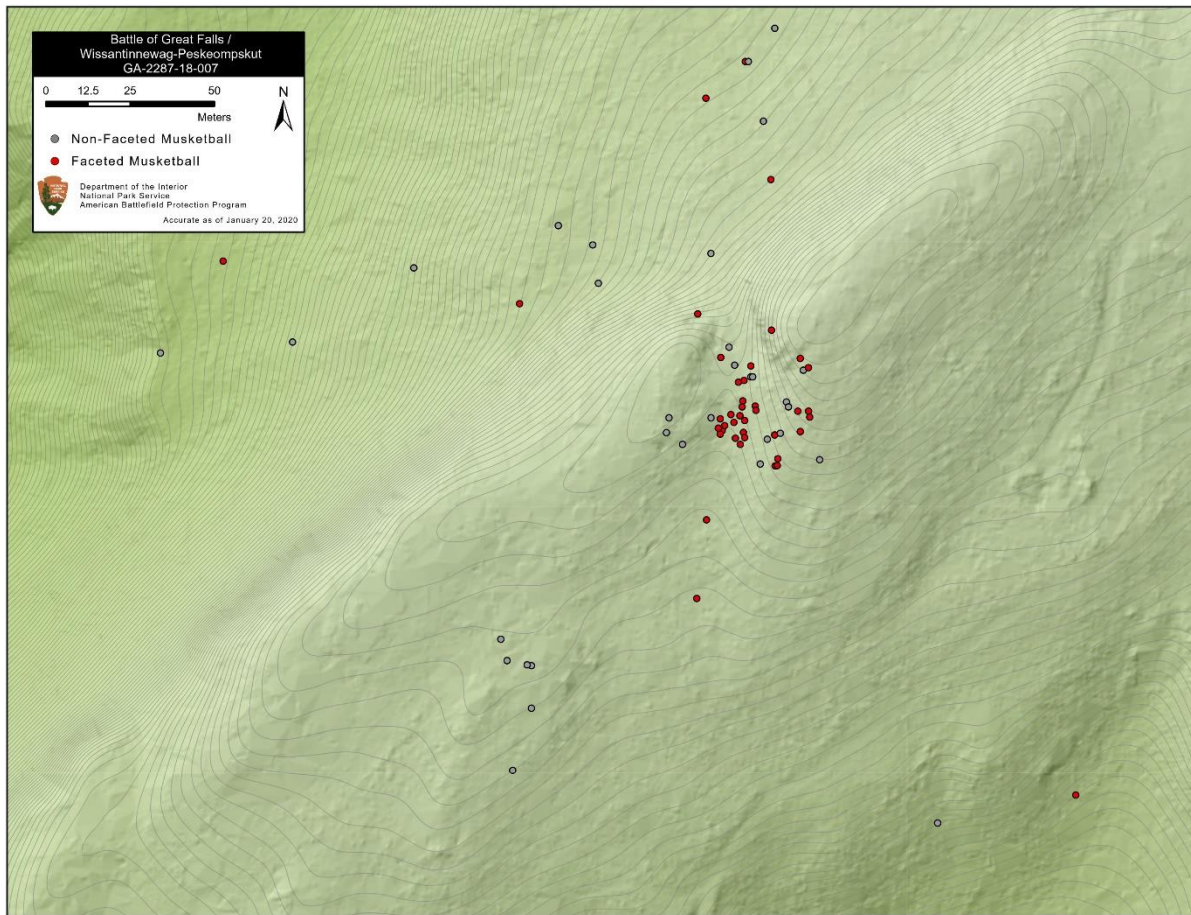 Battle of Great Falls /
Wissantinnewag-Peskeompskut
GA-2287-18-007
0 12.5 25 50
Meters
N
Non-Faceted Musketball
Faceted Musketball
Department of the Interior
National Park Service
American Battlefield Protection Program
Accurate as of January 20, 2020